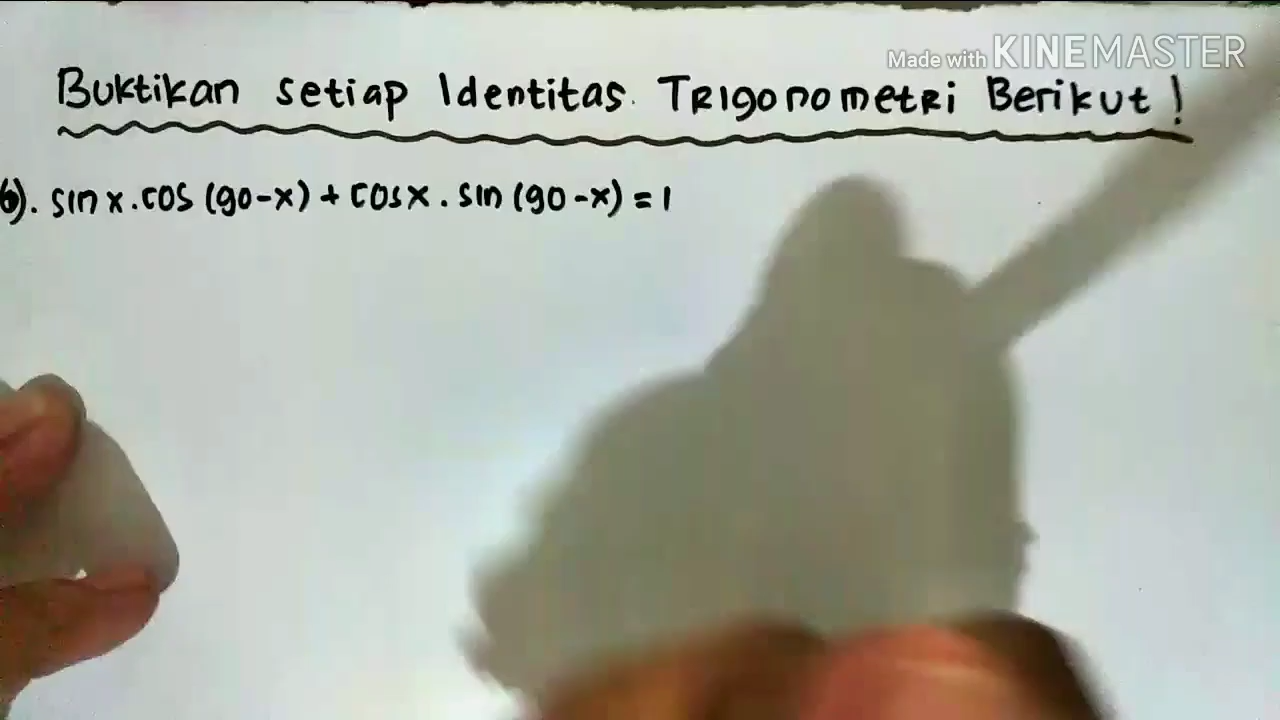 Made with KINEMASTER
Buktikan setiap Identitas Trigonometri Berikut !
6). sin x . cos (90-x) + cos x . sin (90-x) = 1